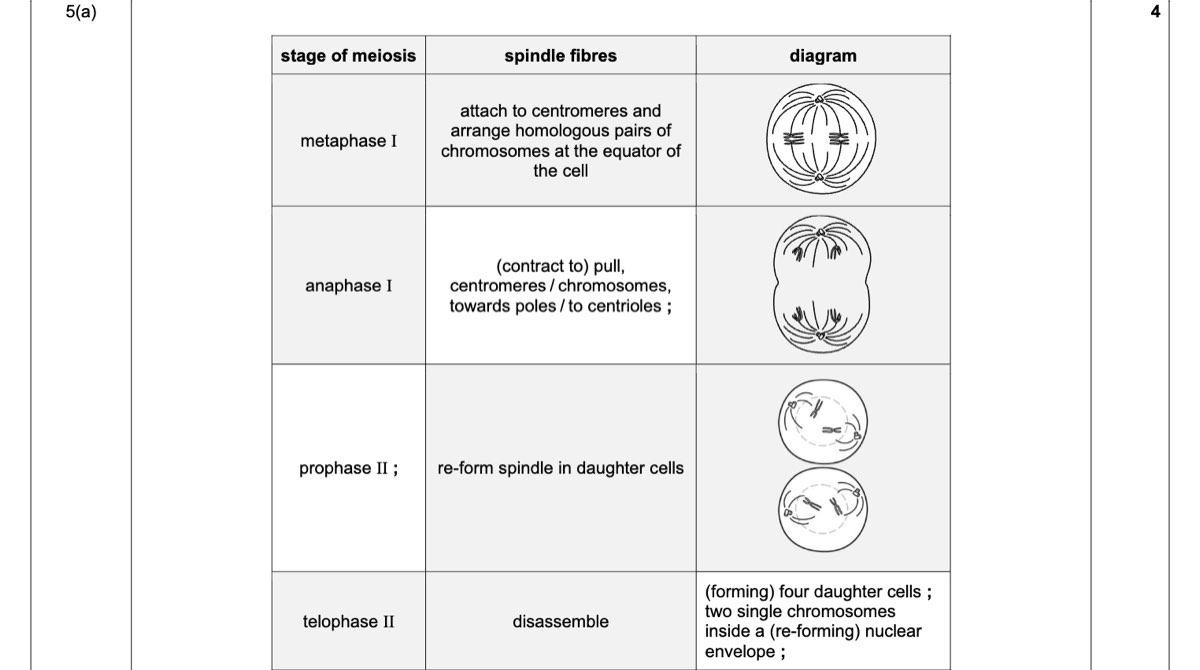 5(a)
4
stage of meiosis spindle fibres diagram
metaphase I
attach to centromeres and
arrange homologous pairs of
chromosomes at the equator of
the cell
anaphase I
(contract to) pull,
centromeres / chromosomes,
towards poles / to centrioles ;
prophase II ;
re-form spindle in daughter cells
telophase II
disassemble
(forming) four daughter cells ;
two single chromosomes
inside a (re-forming) nuclear
envelope ;